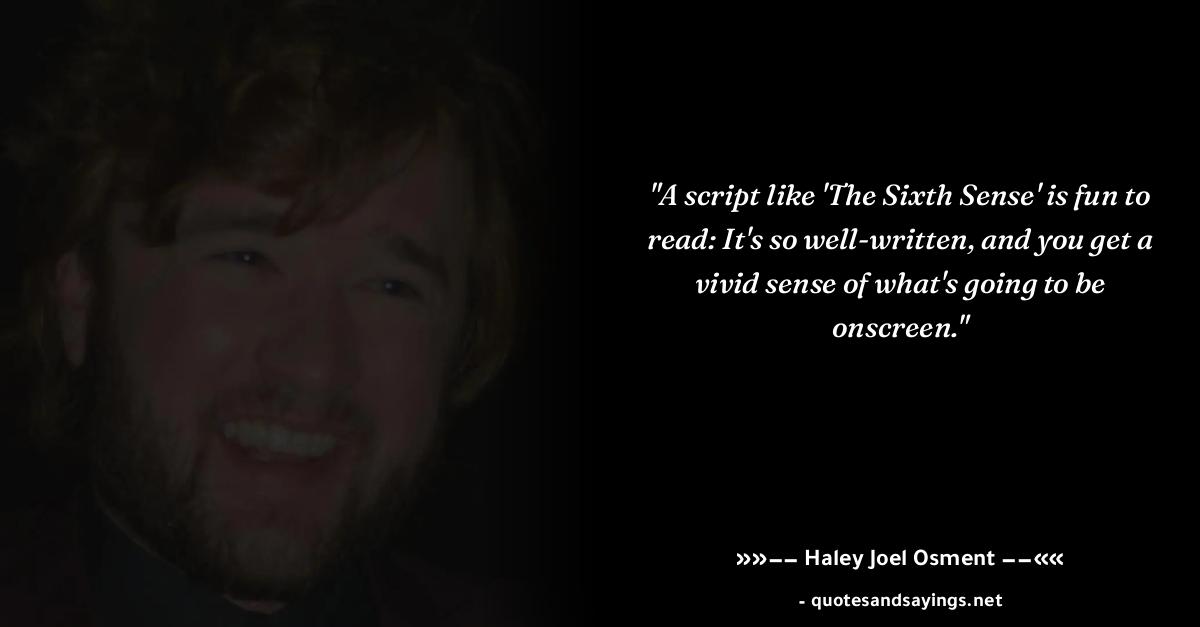 "A script like 'The Sixth Sense' is fun to
read: It's so well-written, and you get a
vivid sense of what's going to be
onscreen."
»»−− Haley Joel Osment −−««
- quotesandsayings.net